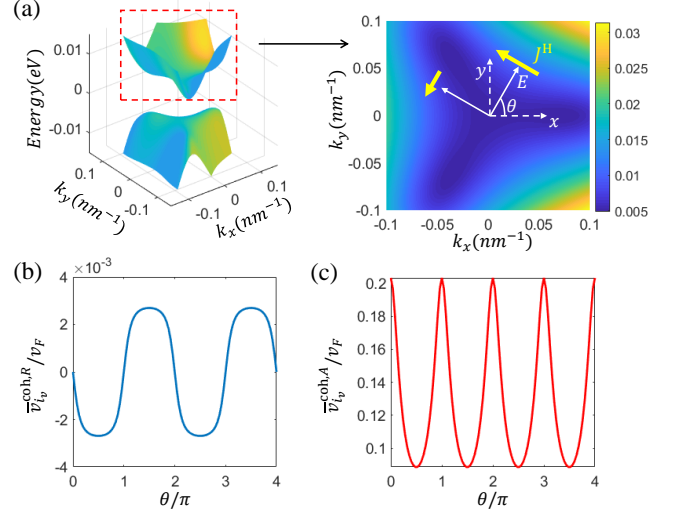 (a)
Energy(eV)
0.01
0
-0.01
k_y(nm⁻¹)
0.1
0
-0.1
k_x(nm⁻¹)
-0.1
0
0.1
k_y(nm⁻¹)
0.1
0.05
0
-0.05
-0.1
J^H
y
E
θ
x
-0.1
-0.05
0
0.05
0.1
k_x(nm⁻¹)
0.03
0.025
0.02
0.015
0.01
0.005
(b)
×10⁻³
v̅_{i_v}^{coh,R}/v_F
4
2
0
-2
-4
0 1 2 3 4
θ/π
(c)
v̅_{i_v}^{coh,A}/v_F
0.2
0.18
0.16
0.14
0.12
0.1
0 1 2 3 4
θ/π